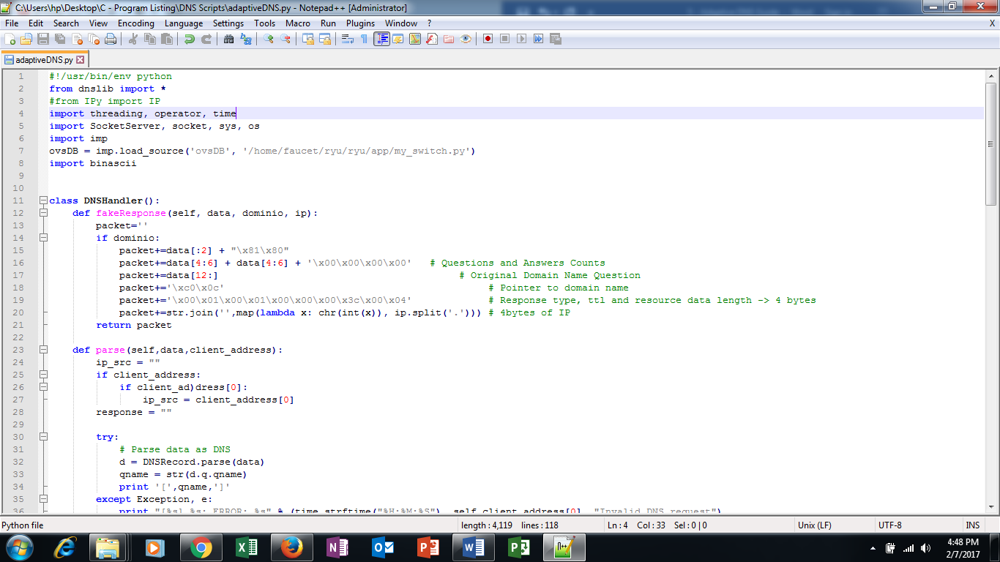 C:\Users\hp\Desktop\C - Program Listing\DNS Scripts\adaptiveDNS.py - Notepad++ [Administrator]
File Edit Search View Encoding Language Settings Tools Macro Run Plugins Window ? X
adaptiveDNS.py
1 #!/usr/bin/env python
2 from dnslib import *
3 #from IPy import IP
4 import threading, operator, time
5 import SocketServer, socket, sys, os
6 import imp
7 ovsDB = imp.load_source('ovsDB', '/home/faucet/ryu/ryu/app/my_switch.py')
8 import binascii
9
10
11 class DNSHandler():
12 def fakeResponse(self, data, dominio, ip):
13 packet=''
14 if dominio:
15 packet+=data[:2] + "\x81\x80"
16 packet+=data[4:6] + data[4:6] + '\x00\x00\x00\x00' # Questions and Answers Counts
17 packet+=data[12:] # Original Domain Name Question
18 packet+='\xc0\x0c' # Pointer to domain name
19 packet+='\x00\x01\x00\x01\x00\x00\x00\x3c\x00\x04' # Response type, ttl and resource data length -> 4 bytes
20 packet+=str.join('',map(lambda x: chr(int(x)), ip.split('.'))) # 4bytes of IP
21 return packet
22
23 def parse(self,data,client_address):
24 ip_src = ""
25 if client_address:
26 if client_ad)dress[0]:
27 ip_src = client_address[0]
28 response = ""
29
30 try:
31 # Parse data as DNS
32 d = DNSRecord.parse(data)
33 qname = str(d.q.qname)
34 print '[',qname,']'
35 except Exception, e:
36 print "[%s] %s: ERROR: %s" % (time.strftime("%H:%M:%S"), self.client_address[0], "Invalid DNS request")
Python file length : 4,119 lines : 118 Ln : 4 Col : 33 Sel : 0 | 0 Unix (LF) UTF-8 INS
4:48 PM
2/7/2017